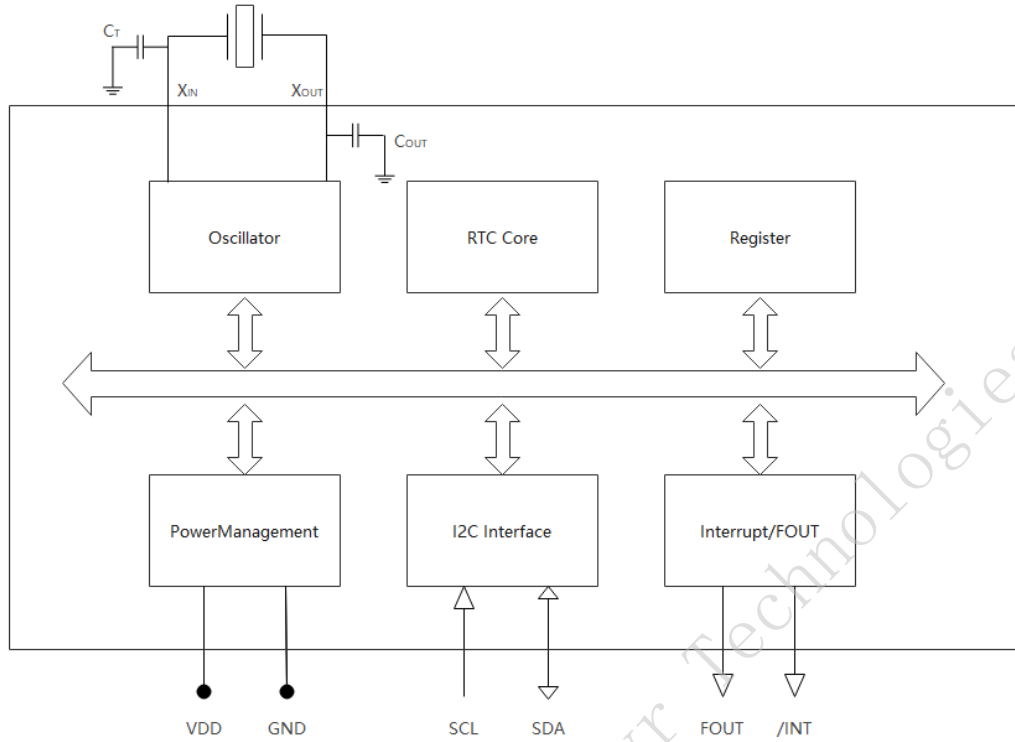 CT
XIN XOUT
COUT
Oscillator RTC Core Register
PowerManagement I2C Interface Interrupt/FOUT
VDD GND SCL SDA FOUT /INT
Technologies